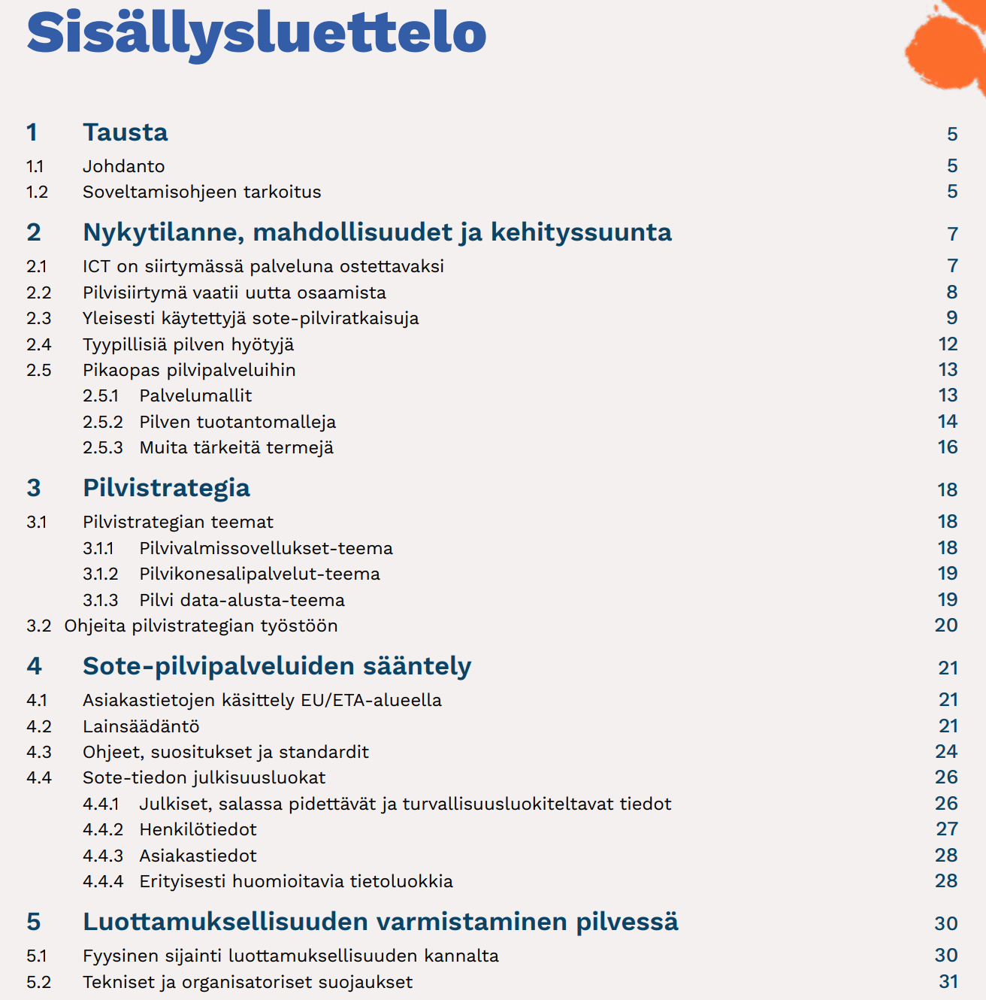 Sisällysluettelo
1 Tausta 5
1.1 Johdanto 5
1.2 Soveltamisohjeen tarkoitus 5
2 Nykytilanne, mahdollisuudet ja kehityssuunta 7
2.1 ICT on siirtymässä palveluna ostettavaksi 7
2.2 Pilvisiirtymä vaatii uutta osaamista 8
2.3 Yleisesti käytettyjä sote-pilviratkaisuja 9
2.4 Tyypillisiä pilven hyötyjä 12
2.5 Pikaopas pilvipalveluihin 13
2.5.1 Palvelumallit 13
2.5.2 Pilven tuotantomalleja 14
2.5.3 Muita tärkeitä termejä 16
3 Pilvistrategia 18
3.1 Pilvistrategian teemat 18
3.1.1 Pilvivalmissovellukset-teema 18
3.1.2 Pilvikonesalipalvelut-teema 19
3.1.3 Pilvi data-alusta-teema 19
3.2 Ohjeita pilvistrategian työstöön 20
4 Sote-pilvipalveluiden sääntely 21
4.1 Asiakastietojen käsittely EU/ETA-alueella 21
4.2 Lainsäädäntö 21
4.3 Ohjeet, suositukset ja standardit 24
4.4 Sote-tiedon julkisuusluokat 26
4.4.1 Julkiset, salassa pidettävät ja turvallisuusluokiteltavat tiedot 26
4.4.2 Henkilötiedot 27
4.4.3 Asiakastiedot 28
4.4.4 Erityisesti huomioitavia tietoluokkia 28
5 Luottamuksellisuuden varmistaminen pilvessä 30
5.1 Fyysinen sijainti luottamuksellisuuden kannalta 30
5.2 Tekniset ja organisatoriset suojaukset 31